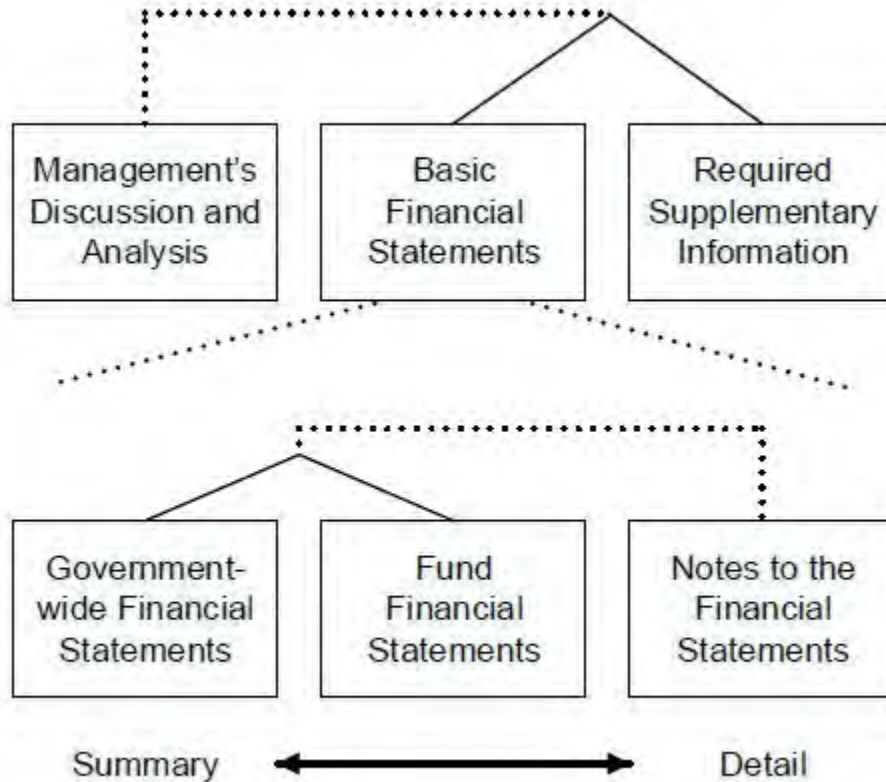 Management's
Discussion and
Analysis
Basic
Financial
Statements
Required
Supplementary
Information
Government-
wide Financial
Statements
Fund
Financial
Statements
Notes to the
Financial
Statements
Summary
Detail